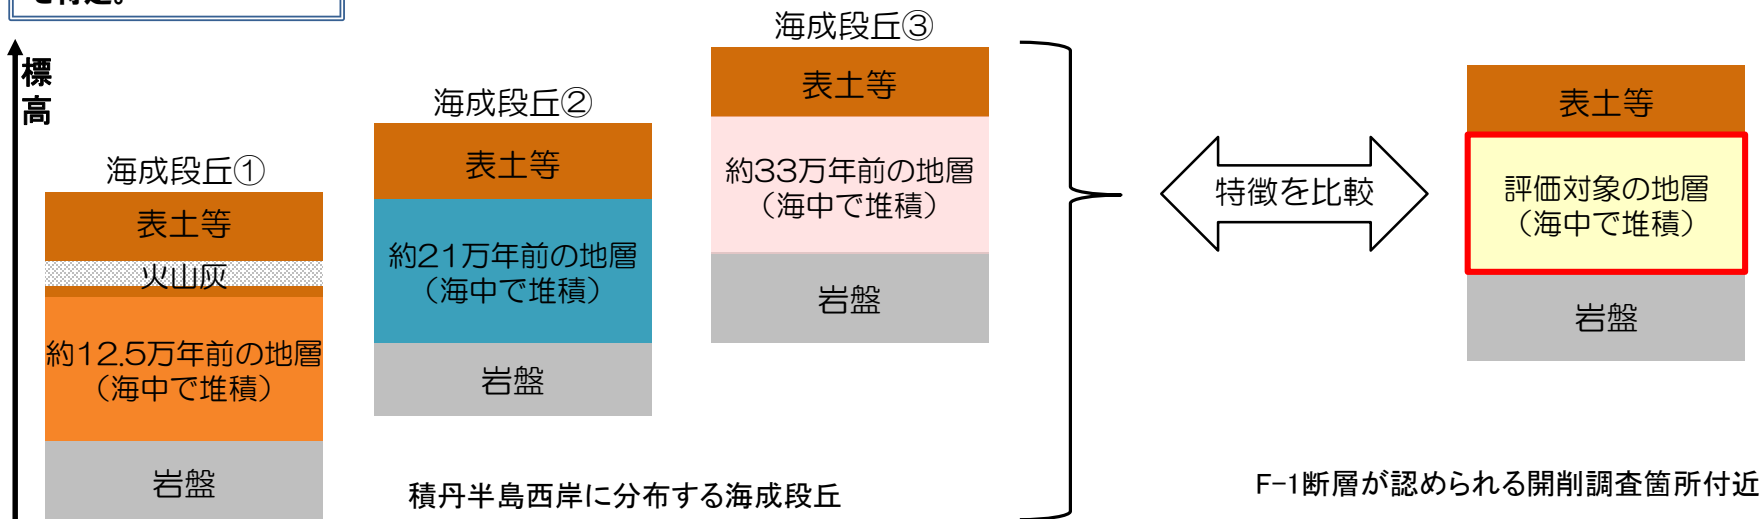 で特定。
標高
海成段丘①
表土等
火山灰
約12.5万年前の地層
（海中で堆積）
岩盤
海成段丘②
表土等
約21万年前の地層
（海中で堆積）
岩盤
海成段丘③
表土等
約33万年前の地層
（海中で堆積）
岩盤
積丹半島西岸に分布する海成段丘
特徴を比較
表土等
評価対象の地層
（海中で堆積）
岩盤
F-1断層が認められる開削調査箇所付近